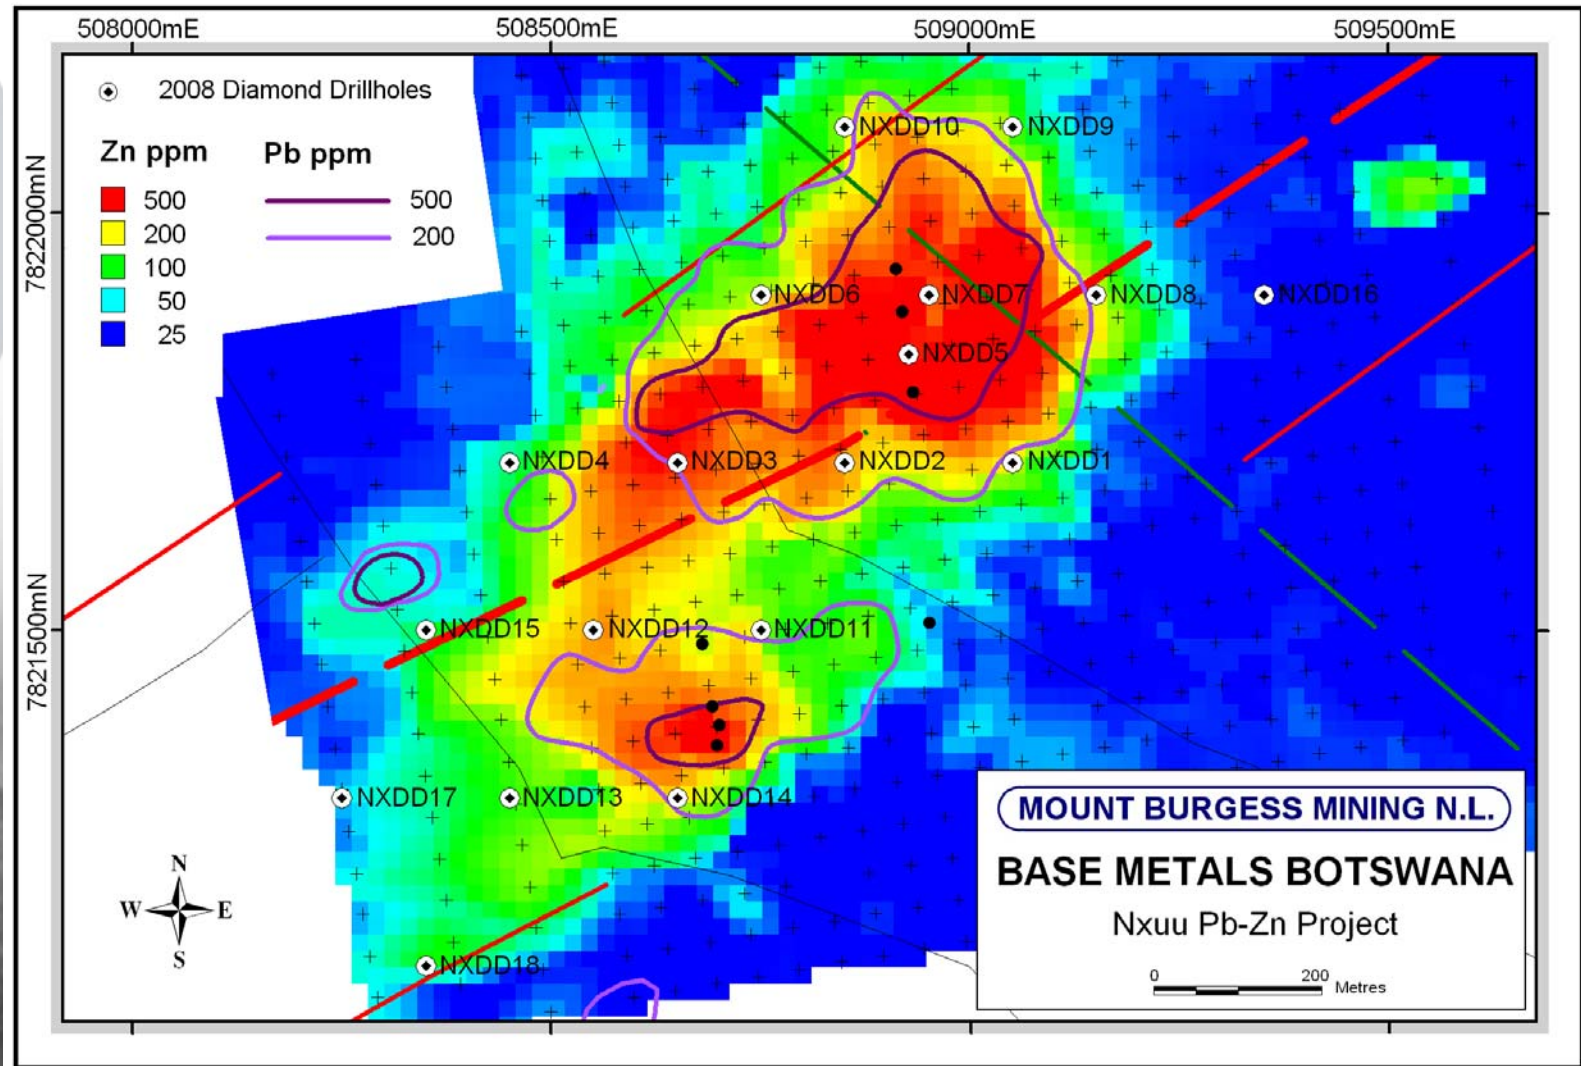 508000mE 508500mE 509000mE 509500mE
2008 Diamond Drillholes
Zn ppm Pb ppm
500 500
200 200
100
50
25
7822000mN
7821500mN
NXDD10 NXDD9
NXDD6 NXDD7 NXDD8 NXDD16
NXDD5
NXDD4 NXDD3 NXDD2 NXDD1
NXDD15 NXDD12 NXDD11
NXDD17 NXDD13 NXDD14
NXDD18
N
W E
S
MOUNT BURGESS MINING N.L.
BASE METALS BOTSWANA
Nxuu Pb-Zn Project
0 200
Metres